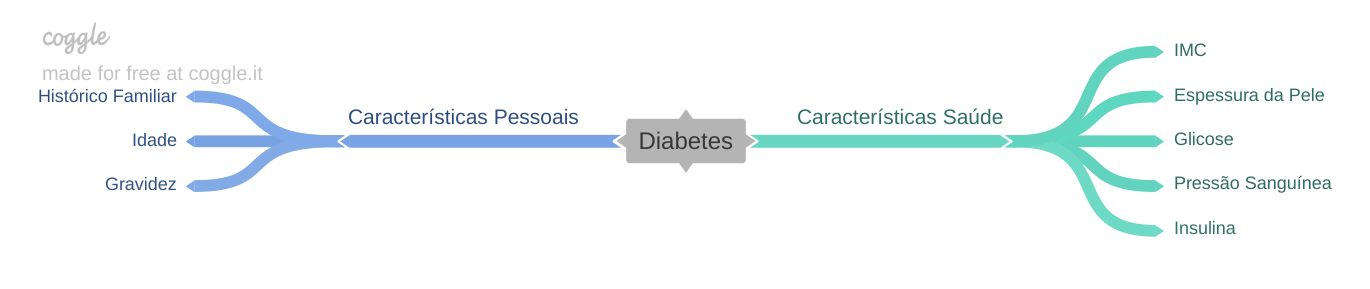 coggle
made for free at coggle.it
Histórico Familiar
Idade
Gravidez
Características Pessoais
Diabetes
Características Saúde
IMC
Espessura da Pele
Glicose
Pressão Sanguínea
Insulina